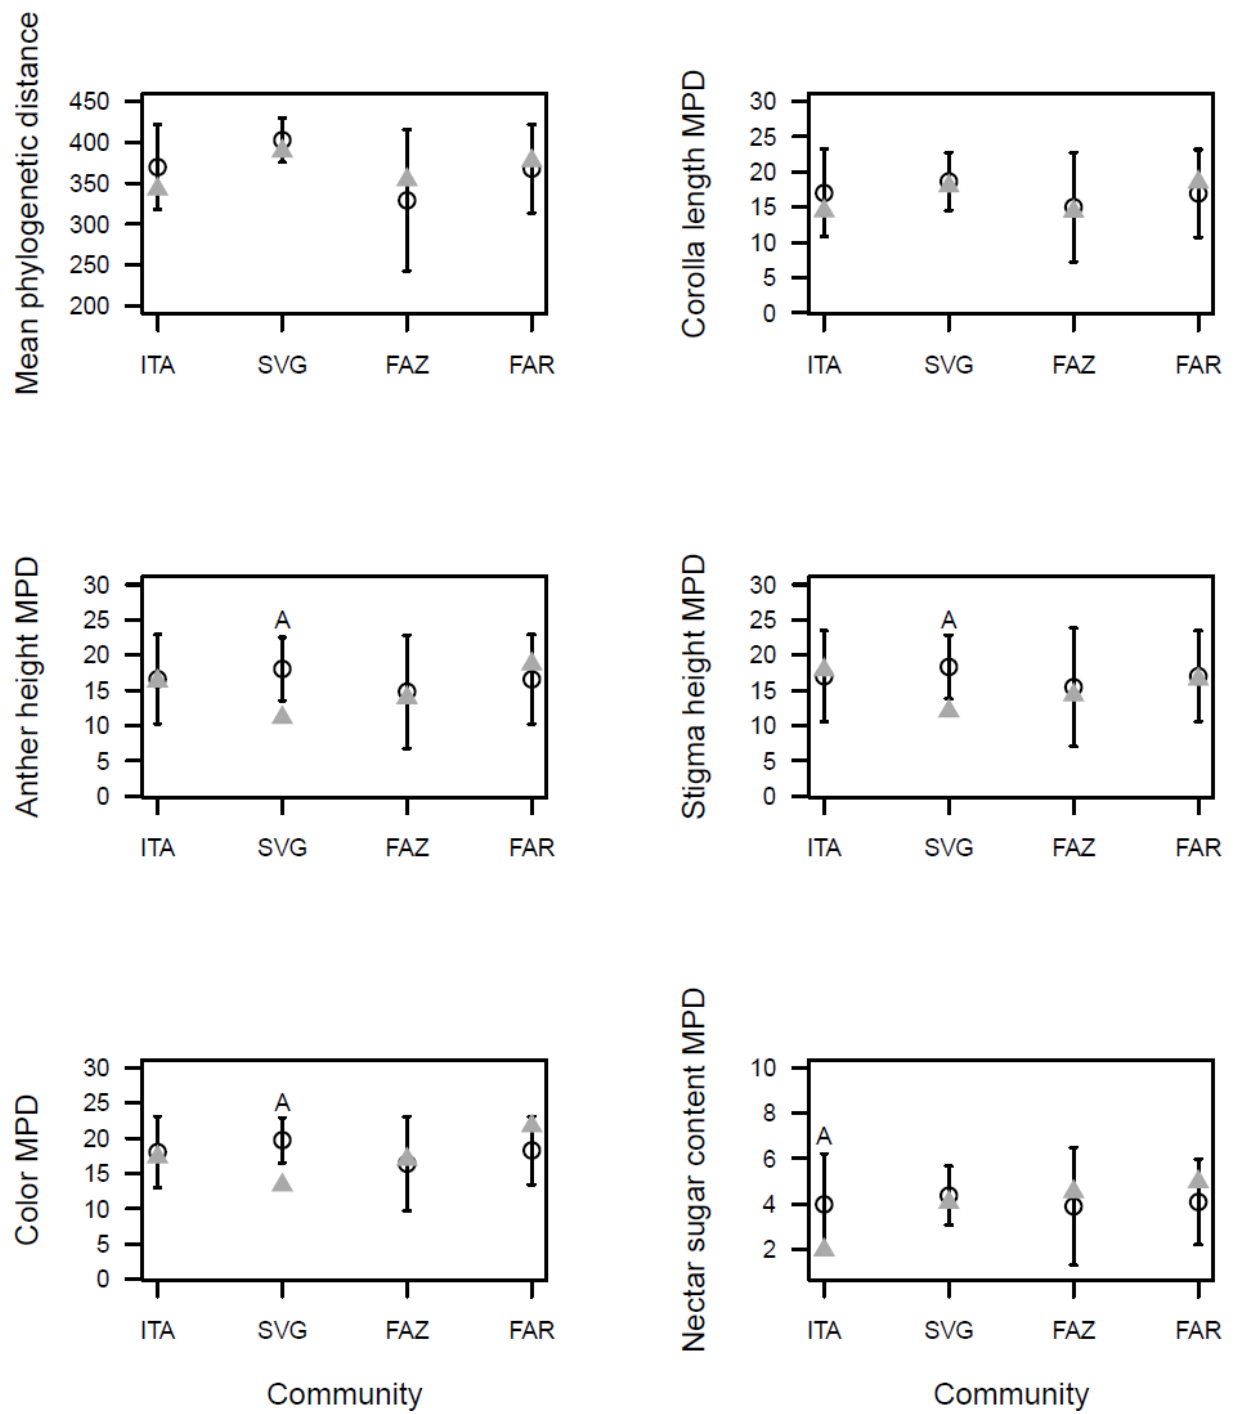 Mean phylogenetic distance
450
400
350
300
250
200
ITA SVG FAZ FAR
Corolla length MPD
30
25
20
15
10
5
0
ITA SVG FAZ FAR
Anther height MPD
30
25
20
15
10
5
0
A
ITA SVG FAZ FAR
Stigma height MPD
30
25
20
15
10
5
0
A
ITA SVG FAZ FAR
Color MPD
30
25
20
15
10
5
0
A
ITA SVG FAZ FAR
Community
Nectar sugar content MPD
10
8
6
4
2
A
ITA SVG FAZ FAR
Community